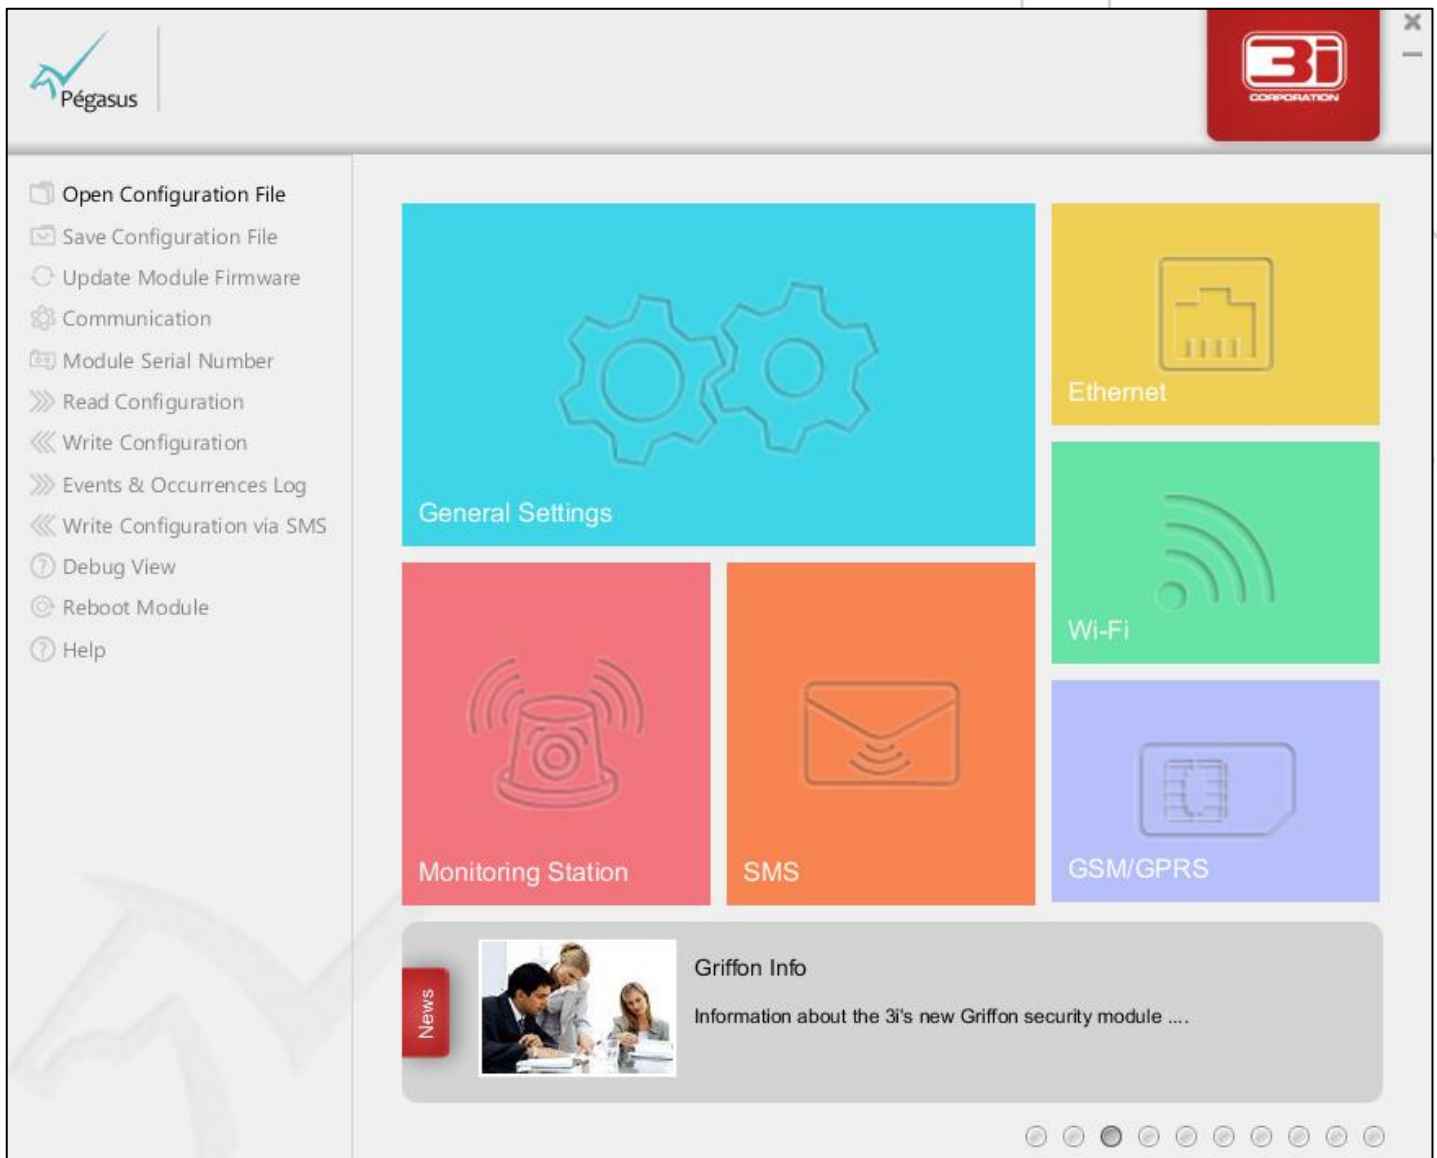 Pégasus
3i
CORPORATION
Open Configuration File
Save Configuration File
Update Module Firmware
Communication
Module Serial Number
Read Configuration
Write Configuration
Events & Occurrences Log
Write Configuration via SMS
Debug View
Reboot Module
Help
General Settings
Ethernet
Wi-Fi
Monitoring Station
SMS
GSM/GPRS
News
Griffon Info
Information about the 3i's new Griffon security module ....